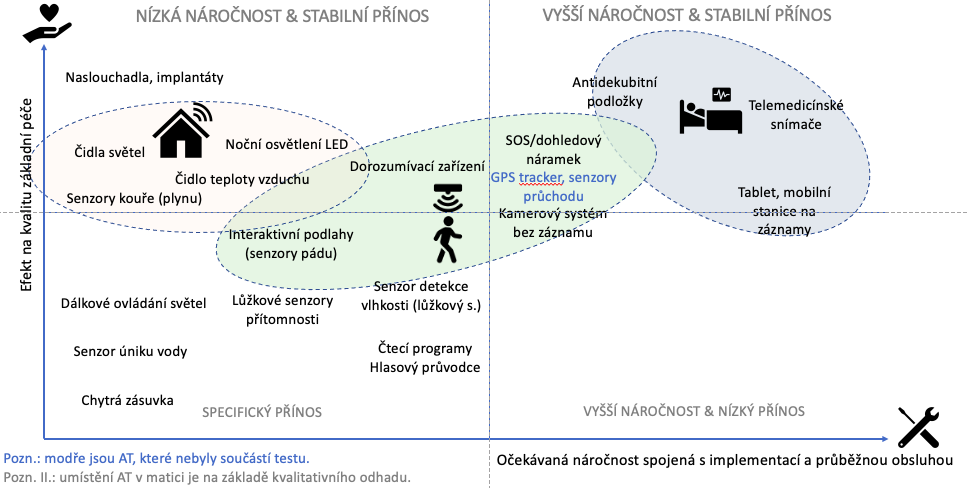 NÍZKÁ NÁROČNOST & STABILNÍ PŘÍNOS
VYŠŠÍ NÁROČNOST & STABILNÍ PŘÍNOS
Efekt na kvalitu základní péče
Naslouchadla, implantáty
Čidla světel
Noční osvětlení LED
Čidlo teploty vzduchu
Senzory kouře (plynu)
Dorozumívací zařízení
Interaktivní podlahy
(senzory pádu)
Antidekubitní
podložky
SOS/dohledový
náramek
GPS tracker, senzory
průchodu
Kamerový systém
bez záznamu
Telemedicínské
snímače
Tablet, mobilní
stanice na
záznamy
Dálkové ovládání světel
Lůžkové senzory
přítomnosti
Senzor detekce
vlhkosti (lůžkový s.)
Senzor úniku vody
Čtecí programy
Hlasový průvodce
Chytrá zásuvka
SPECIFICKÝ PŘÍNOS
VYŠŠÍ NÁROČNOST & NÍZKÝ PŘÍNOS
Pozn.: modře jsou AT, které nebyly součástí testu.
Pozn. II.: umístění AT v matici je na základě kvalitativního odhadu.
Očekávaná náročnost spojená s implementací a průběžnou obsluhou